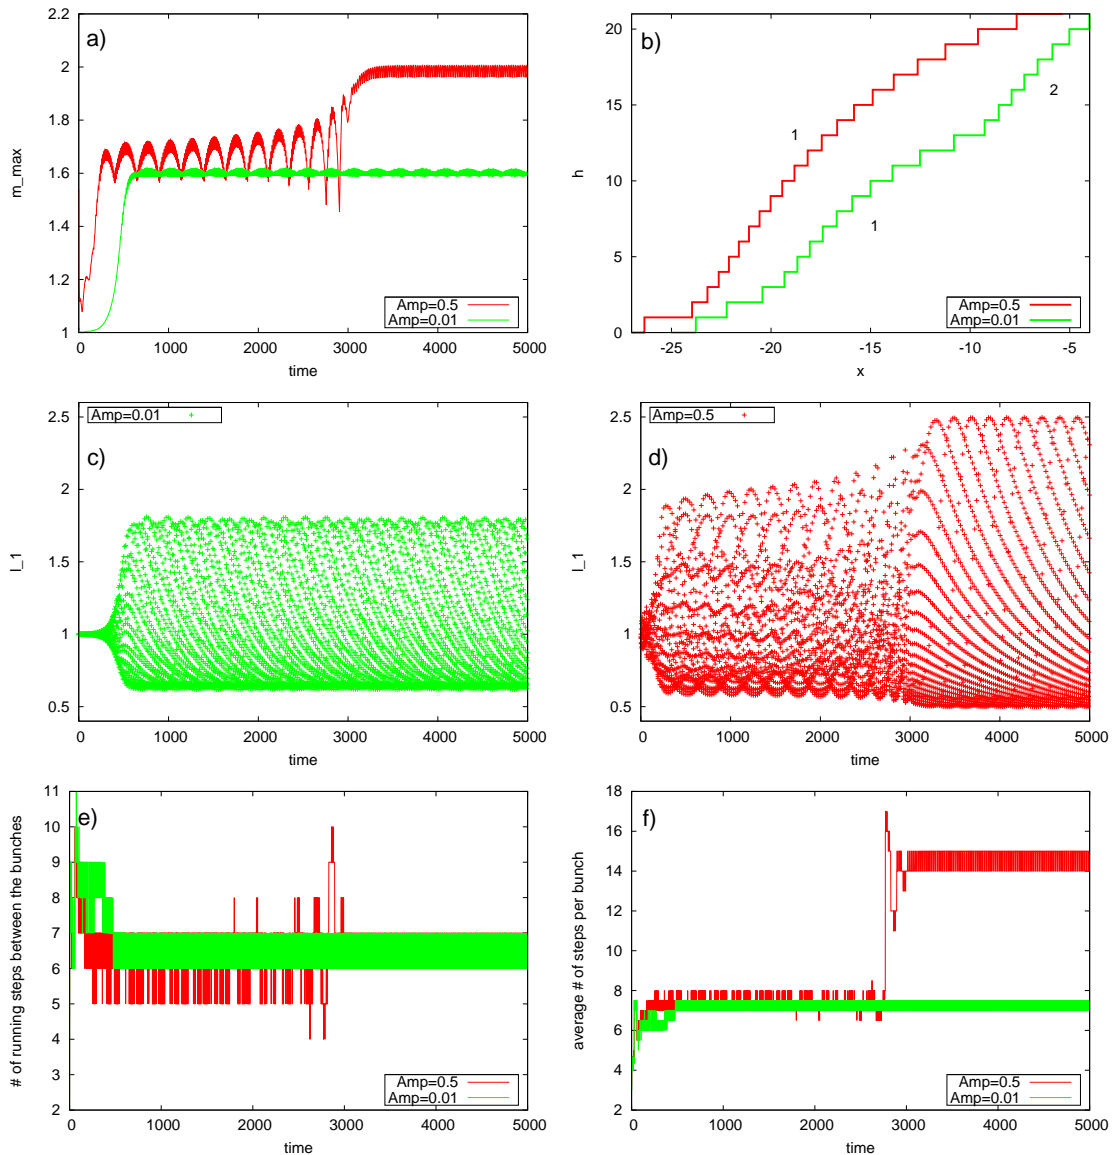 a)
2.2
2
1.8
1.6
1.4
1.2
1
m_max
0
1000
2000
3000
4000
5000
time
Amp=0.5
Amp=0.01
b)
20
15
10
5
0
h
-25
-20
-15
-10
-5
x
1
1
2
Amp=0.5
Amp=0.01
c)
Amp=0.01
2.5
2
1.5
1
0.5
l_1
0
1000
2000
3000
4000
5000
time
d)
Amp=0.5
2.5
2
1.5
1
0.5
l_1
0
1000
2000
3000
4000
5000
time
e)
11
10
9
8
7
6
5
4
3
2
# of running steps between the bunches
0
1000
2000
3000
4000
5000
time
Amp=0.5
Amp=0.01
f)
18
16
14
12
10
8
6
4
2
average # of steps per bunch
0
1000
2000
3000
4000
5000
time
Amp=0.5
Amp=0.01